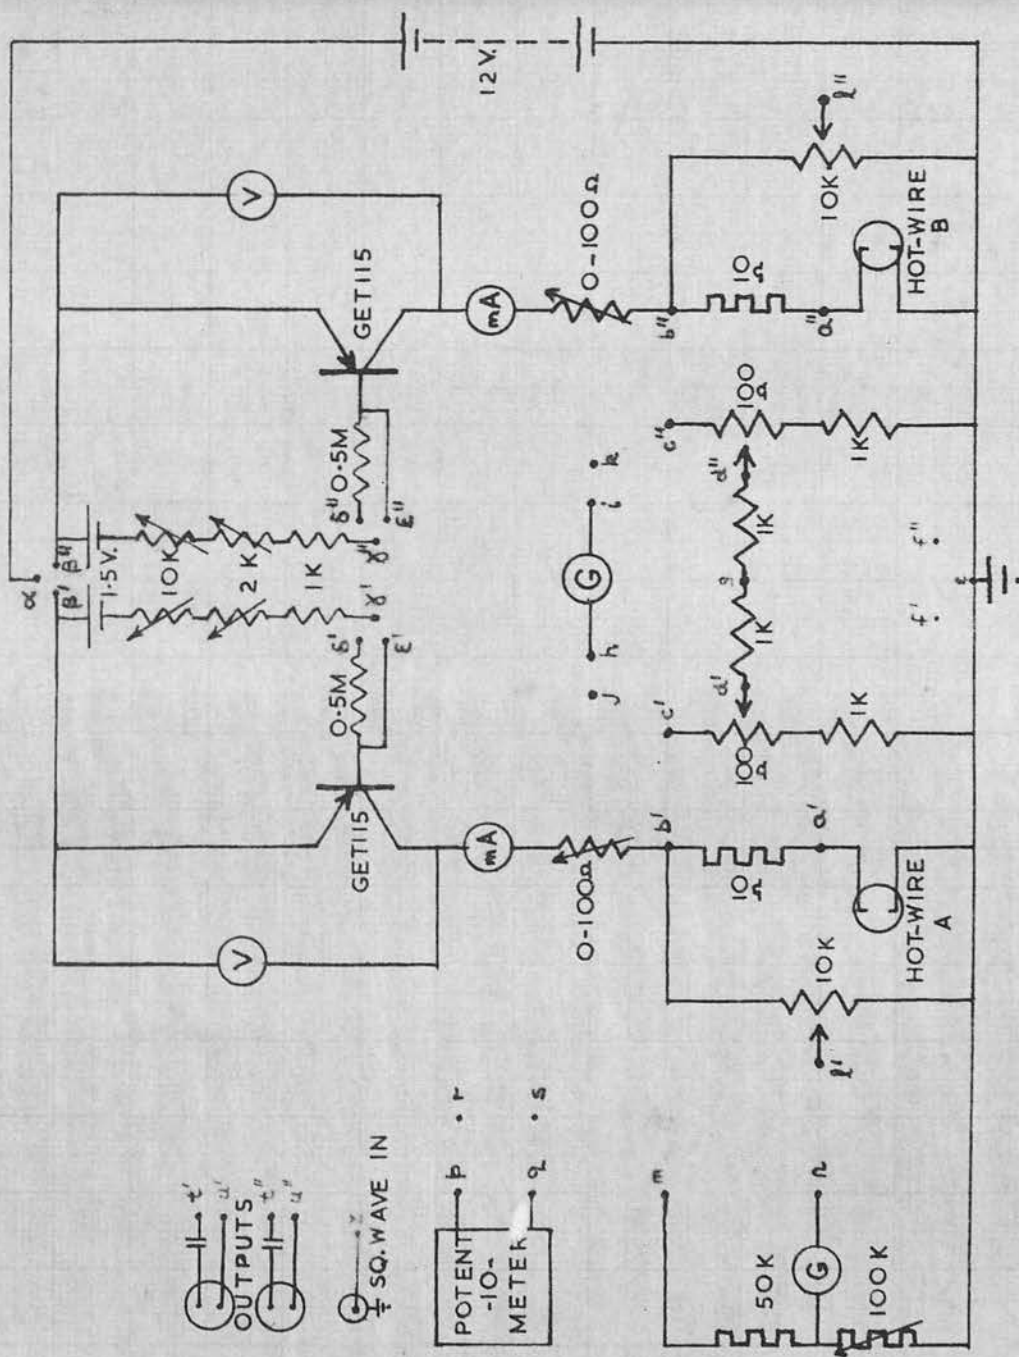 α
β'
β''
1·5 V.
10K
2 K
1K
γ'
γ''
δ'
δ''
ε'
ε''
0·5M
0·5M
GET115
GET115
V
V
mA
mA
12 V.
0-100Ω
0-100Ω
b'
b''
10Ω
10Ω
a'
a''
10K
10K
l'
l''
HOT-WIRE
A
HOT-WIRE
B
j
h
G
i
k
c'
c''
d'
d''
100Ω
100Ω
1K
1K
g
1K
1K
f'
f''
e
t'
u'
t''
u''
OUTPUTS
SQ. WAVE IN
POTENT
-IO-
METER
p
r
q
s
m
50K
G
n
100K